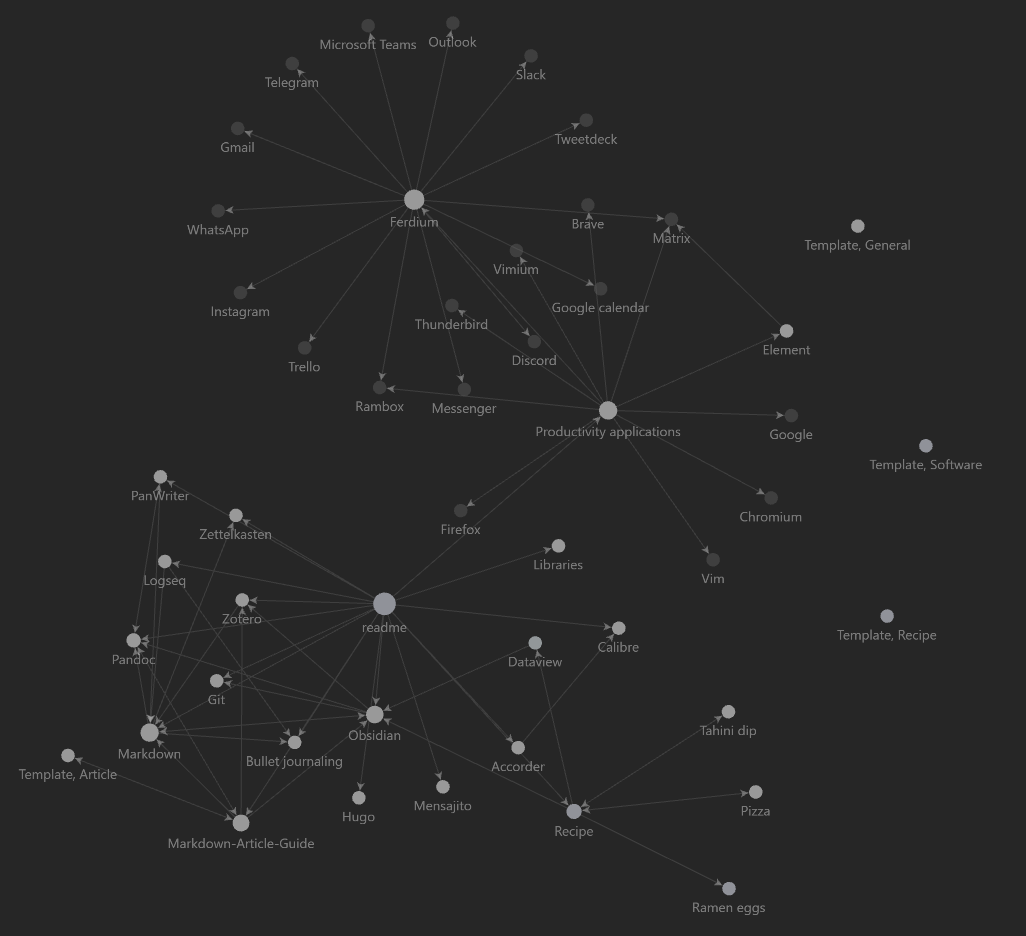 Microsoft Teams
Outlook
Slack
Telegram
Tweetdeck
Gmail
Ferdium
WhatsApp
Brave
Matrix
Template, General
Vimium
Instagram
Google calendar
Thunderbird
Element
Discord
Trello
Rambox
Messenger
Productivity applications
Google
Template, Software
PanWriter
Chromium
Firefox
Zettelkasten
Libraries
Vim
Logseq
Zotero
readme
Template, Recipe
Calibre
Pandoc
Dataview
Git
Tahini dip
Obsidian
Markdown
Bullet journaling
Accorder
Template, Article
Mensajito
Pizza
Hugo
Recipe
Markdown-Article-Guide
Ramen eggs